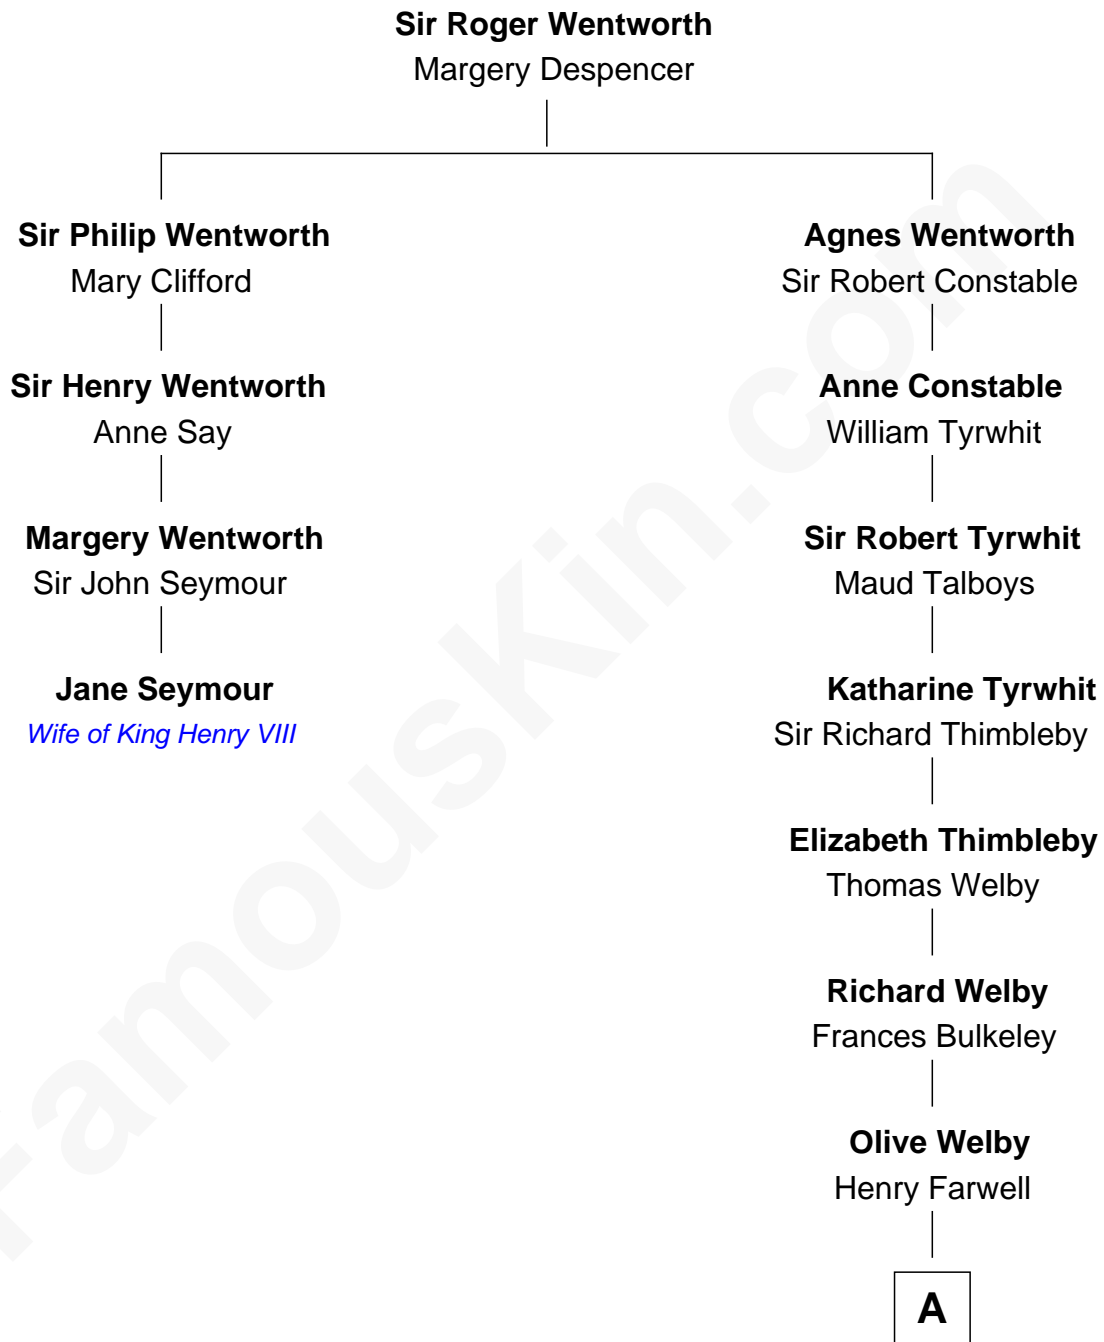 Sir Roger Wentworth
Margery Despencer
Sir Philip Wentworth
Mary Clifford
Agnes Wentworth
Sir Robert Constable
Sir Henry Wentworth
Anne Say
Anne Constable
William Tyrwhit
Margery Wentworth
Sir John Seymour
Sir Robert Tyrwhit
Maud Talboys
Jane Seymour
Wife of King Henry VIII
Katharine Tyrwhit
Sir Richard Thimbleby
Elizabeth Thimbleby
Thomas Welby
Richard Welby
Frances Bulkeley
Olive Welby
Henry Farwell
A
FamousKin.com